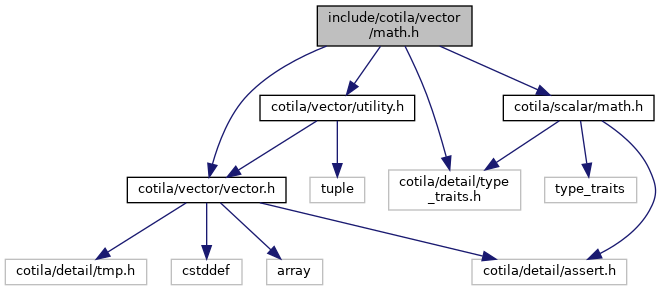 include/cotila/vector
/math.h
cotila/vector/utility.h
cotila/scalar/math.h
cotila/vector/vector.h
tuple
cotila/detail/type
_traits.h
type_traits
cotila/detail/tmp.h
cstddef
array
cotila/detail/assert.h